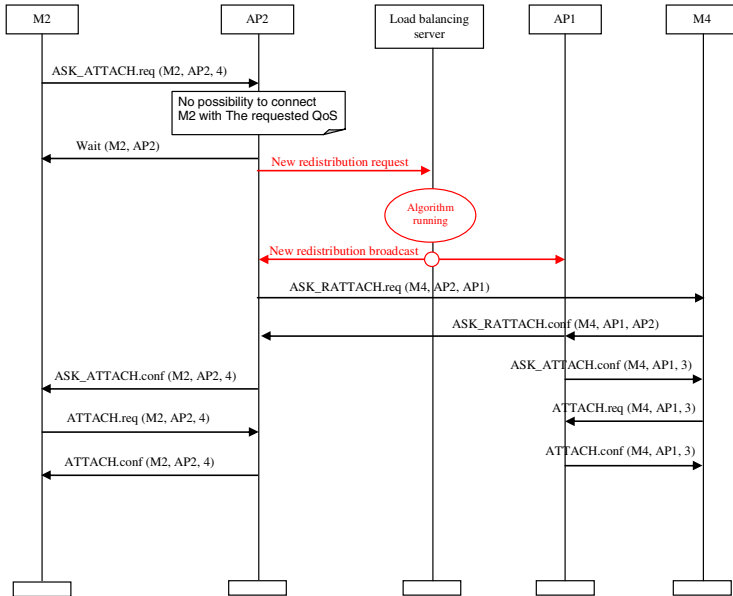 M2
AP2
Load balancing
server
AP1
M4
ASK_ATTACH.req (M2, AP2, 4)
No possibility to connect
M2 with The requested QoS
Wait (M2, AP2)
New redistribution request
Algorithm
running
New redistribution broadcast
ASK_RATTACH.req (M4, AP2, AP1)
ASK_RATTACH.conf (M4, AP1, AP2)
ASK_ATTACH.conf (M4, AP1, 3)
ASK_ATTACH.conf (M2, AP2, 4)
ATTACH.req (M4, AP1, 3)
ATTACH.req (M2, AP2, 4)
ATTACH.conf (M4, AP1, 3)
ATTACH.conf (M2, AP2, 4)